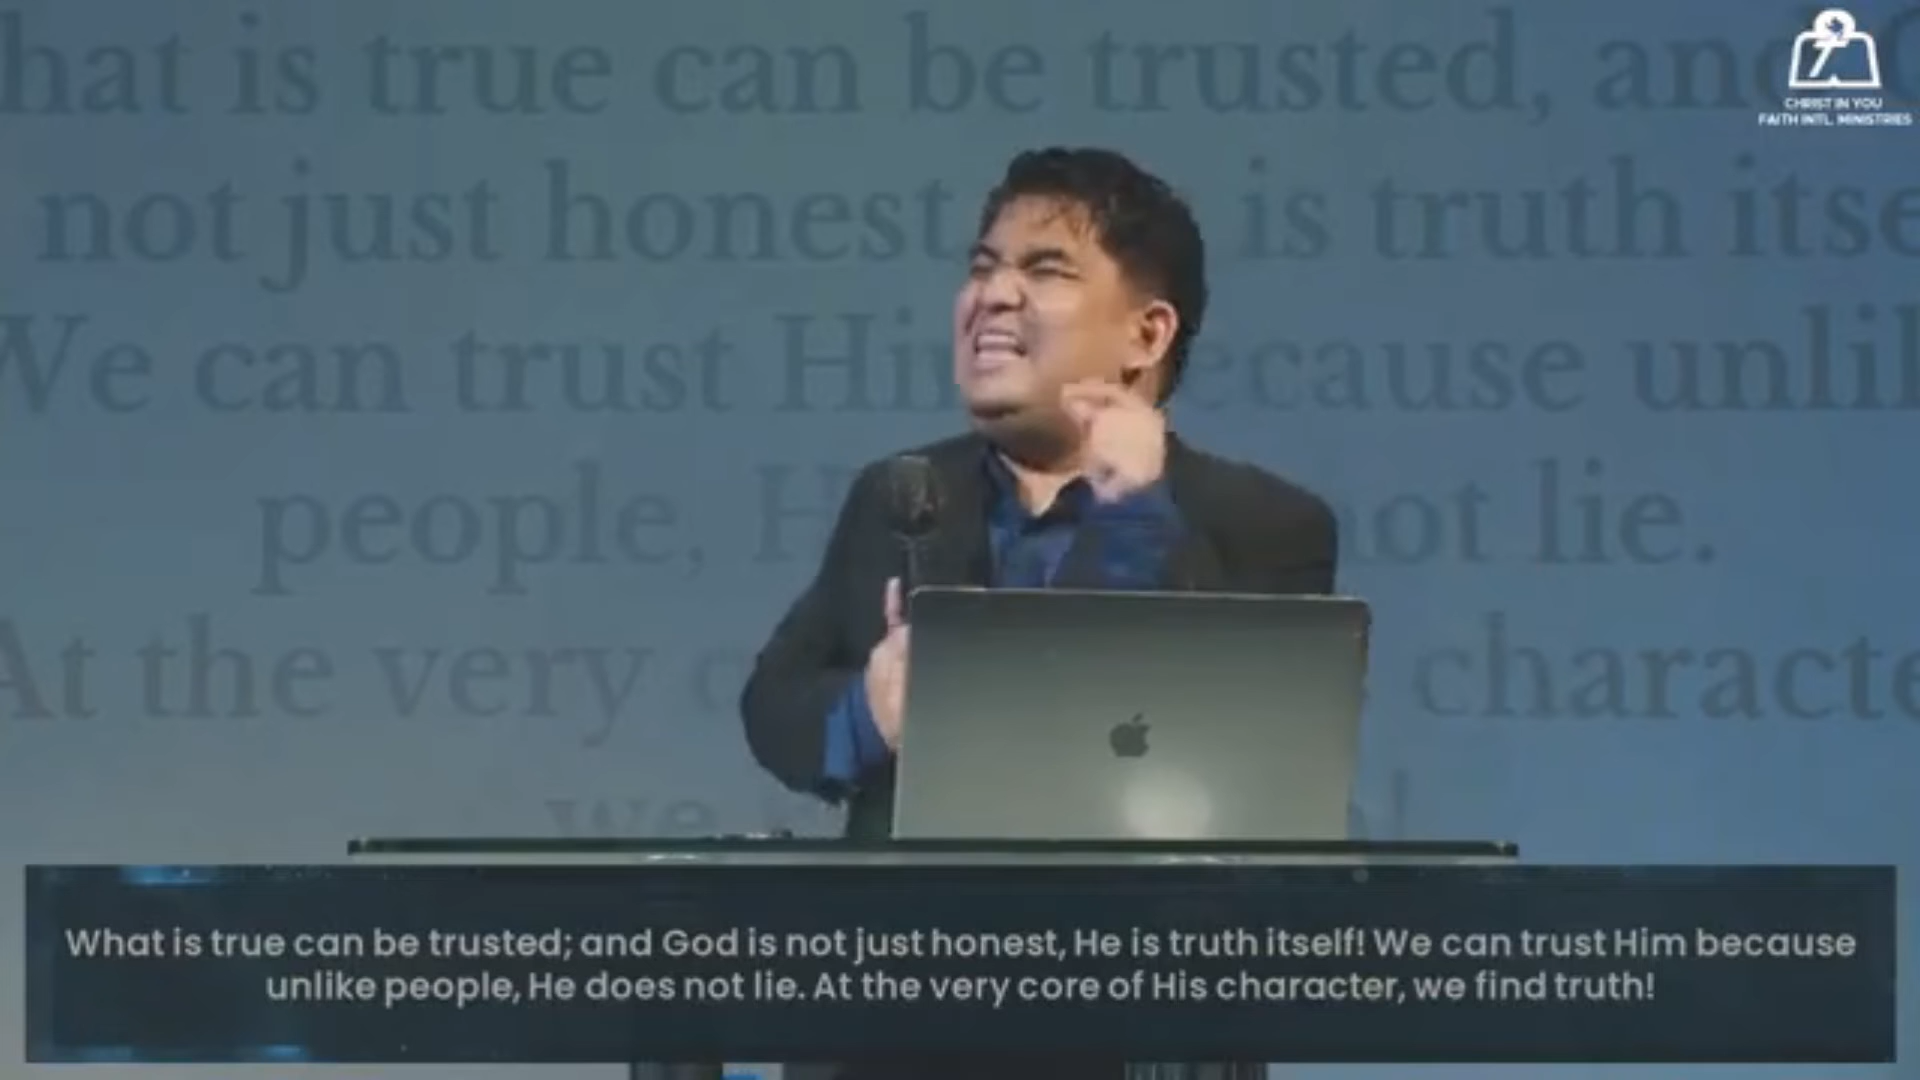 hat is true can be trusted, and
not just honest is truth itse
We can trust Hi ecause unlik
people, H not lie.
At the very c characte
we
CHRIST IN YOU
FAITH INTL. MINISTRIES
What is true can be trusted; and God is not just honest, He is truth itself! We can trust Him because
unlike people, He does not lie. At the very core of His character, we find truth!